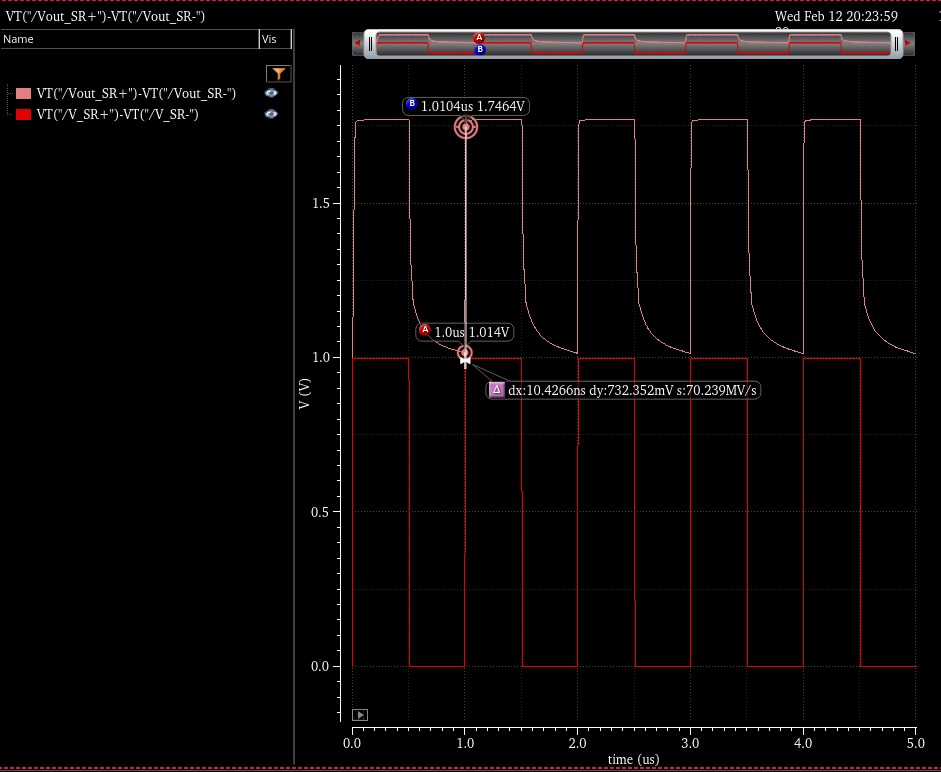 VT("/Vout_SR+")-VT("/Vout_SR-")
Wed Feb 12 20:23:59
Name Vis
VT("/Vout_SR+")-VT("/Vout_SR-")
VT("/V_SR+")-VT("/V_SR-")
A
B
B 1.0104us 1.7464V
1.5
A 1.0us 1.014V
1.0
Δ dx:10.4266ns dy:732.352mV s:70.239MV/s
V (V)
0.5
0.0
0.0 1.0 2.0 3.0 4.0 5.0
time (us)